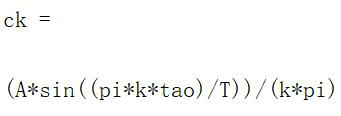 ck =
(A*sin((pi*k*tao)/T))/(k*pi)